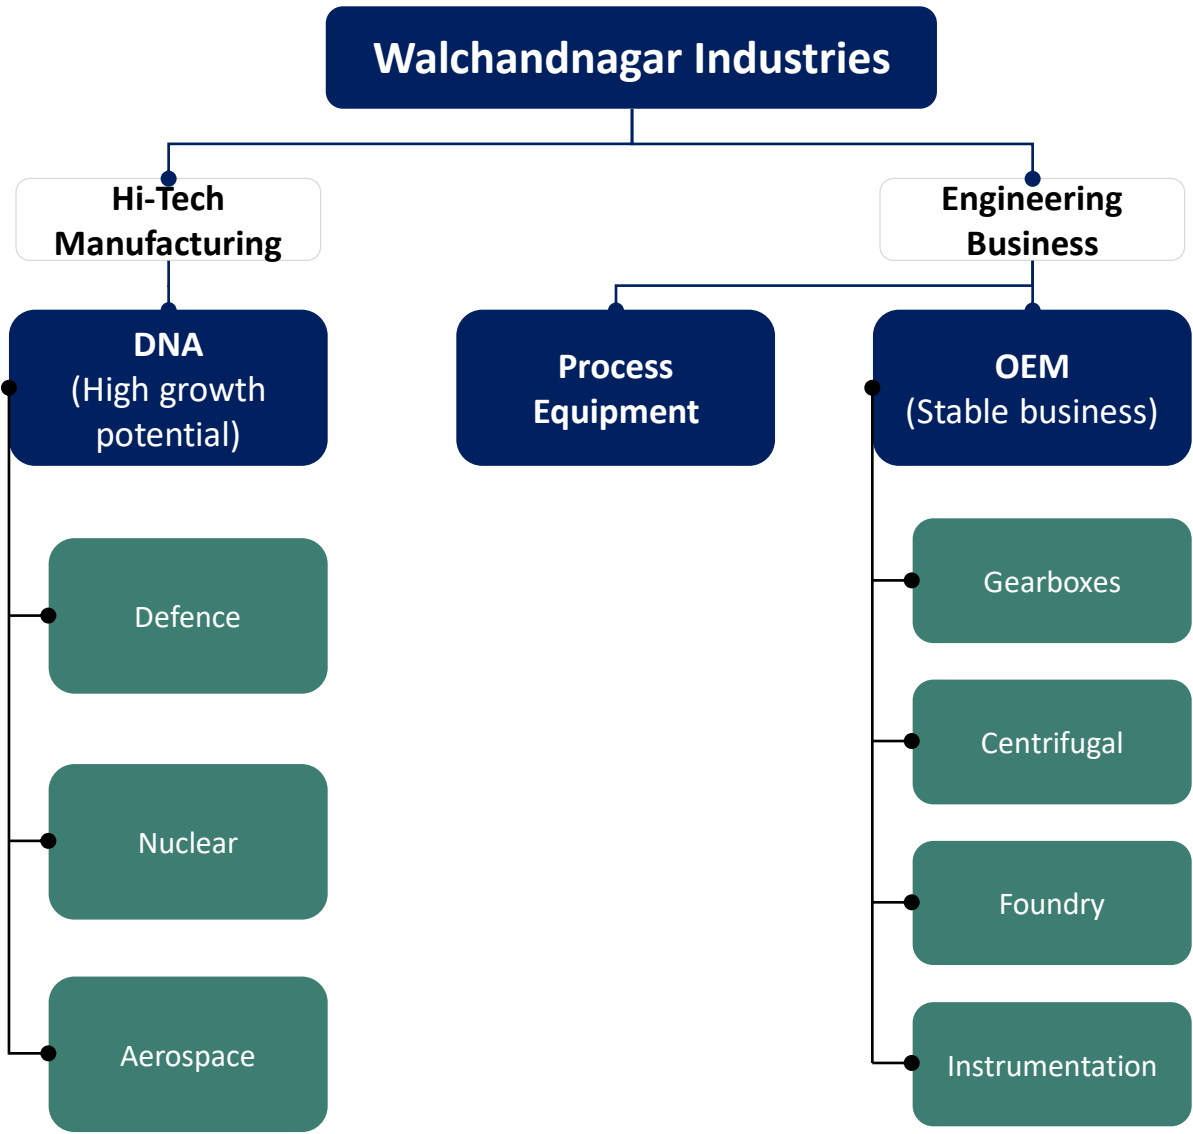 Walchandnagar Industries
Hi-Tech
Manufacturing
Engineering
Business
DNA
(High growth
potential)
Process
Equipment
OEM
(Stable business)
Defence
Nuclear
Aerospace
Gearboxes
Centrifugal
Foundry
Instrumentation